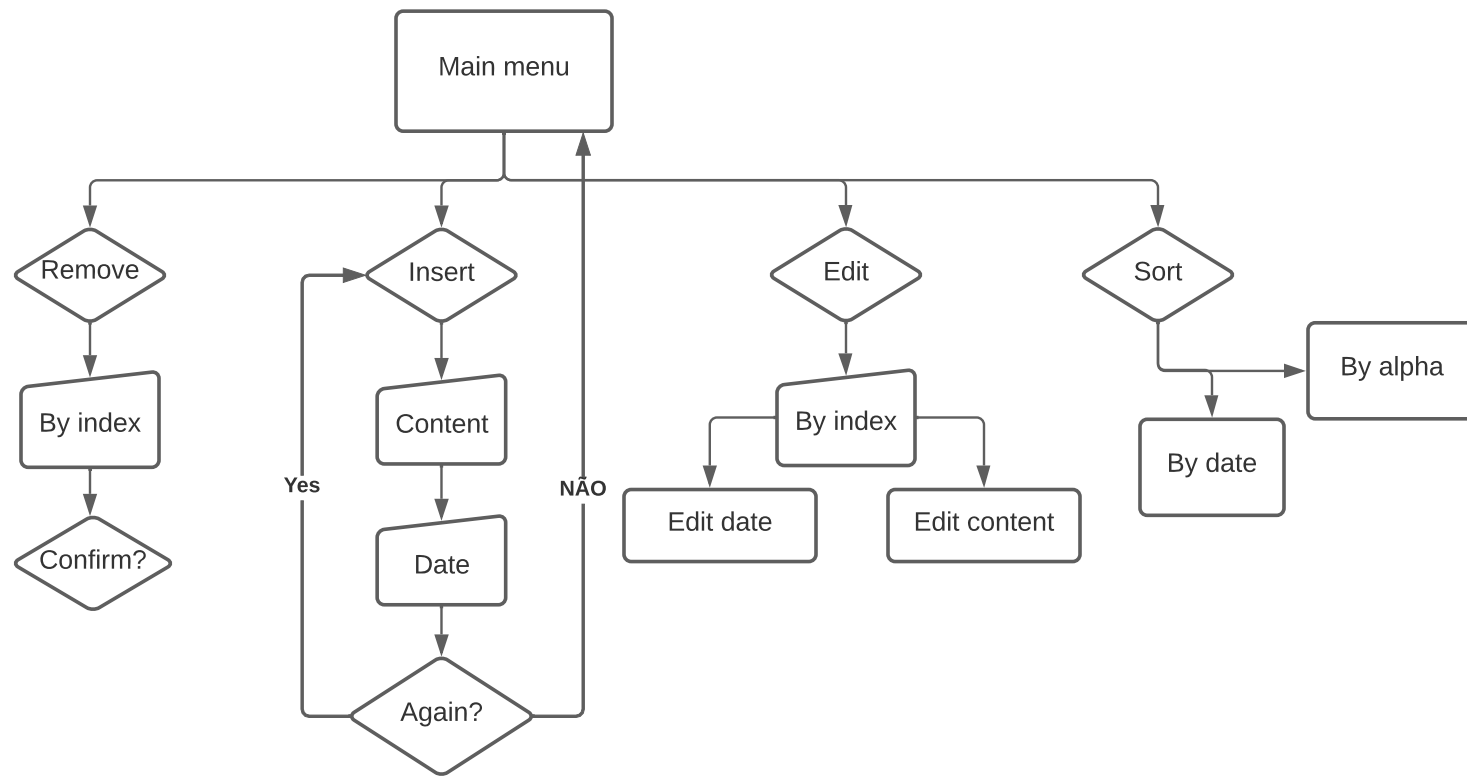 Main menu
Remove
Insert
Edit
Sort
By index
Content
By index
By alpha
By date
Yes
NÃO
Edit date
Edit content
Confirm?
Date
Again?